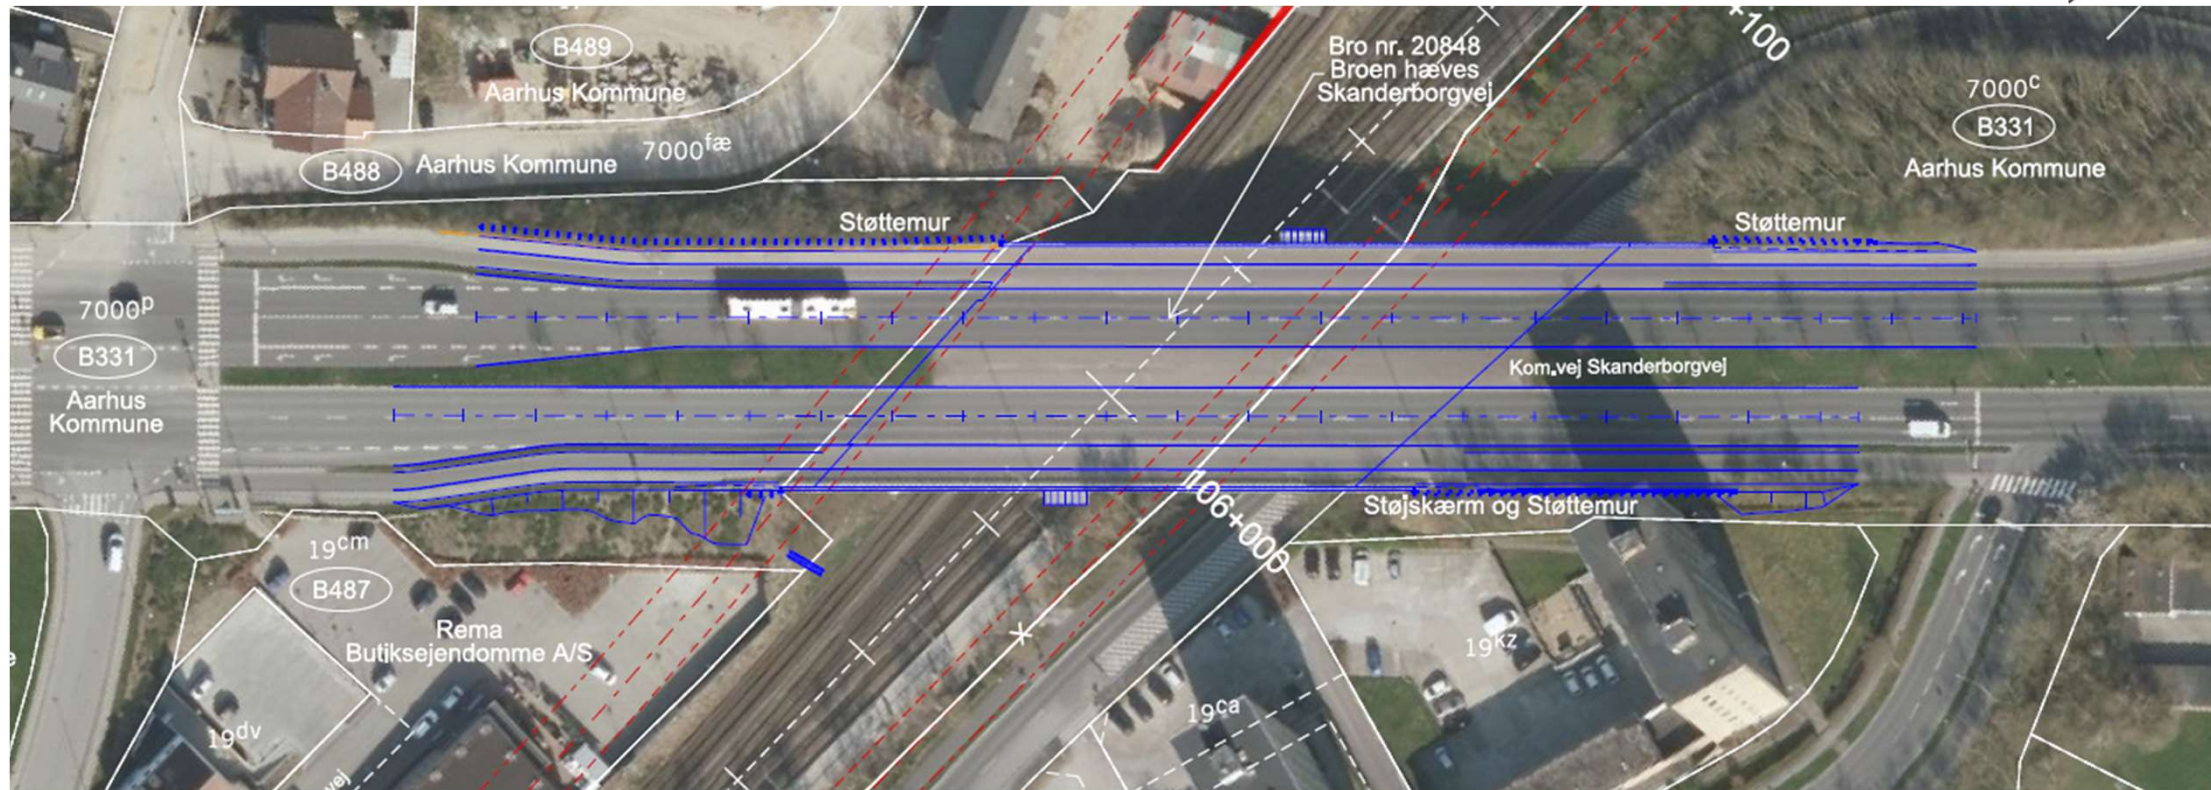 B489
Aarhus Kommune
B488
Aarhus Kommune
7000fæ
Bro nr. 20848
Broen hæves
Skanderborgvej
+100
7000c
B331
Aarhus Kommune
Støttemur
Støttemur
7000p
B331
Aarhus
Kommune
Kom.vej Skanderborgvej
Støjskærm og Støttemur
106+000
19cm
B487
Rema
Butiksejendomme A/S
19dv
vej
19ca
19kz